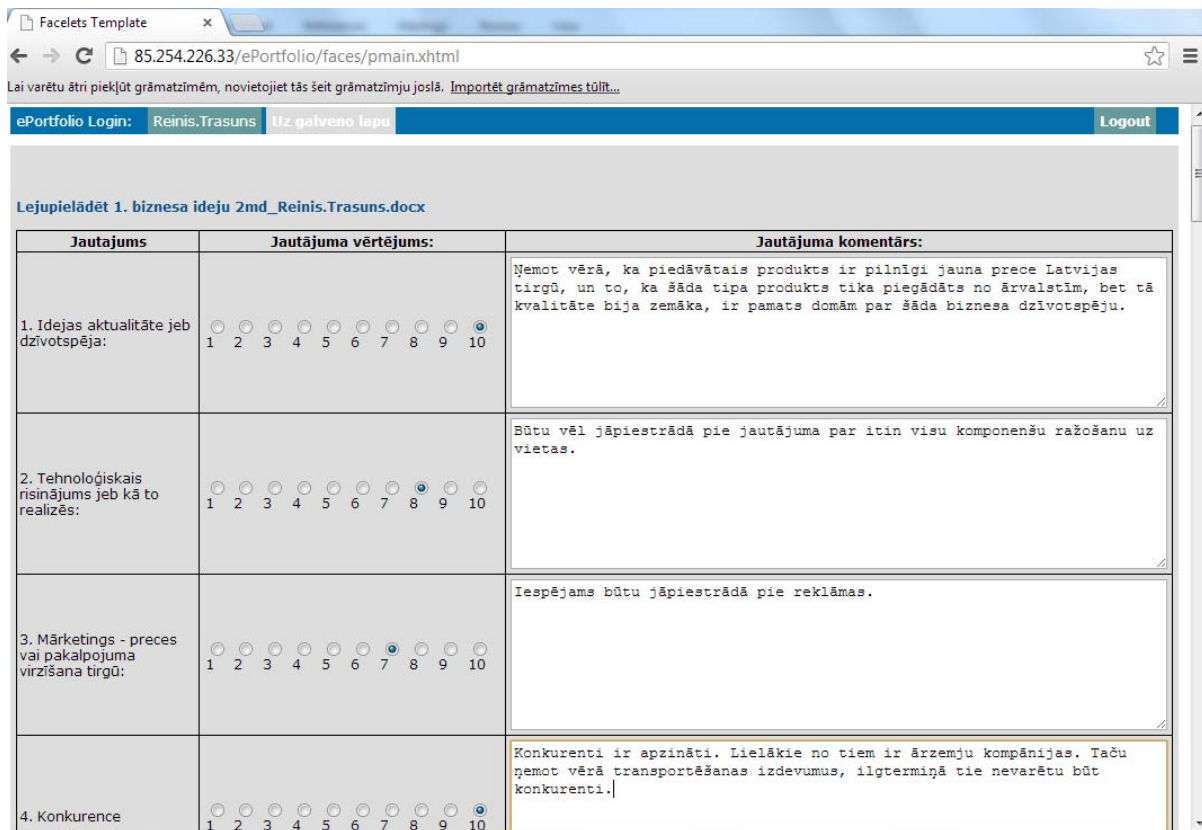 Facelets Template
85.254.226.33/ePortfolio/faces/pmain.xhtml
Lai varētu ātri piekļūt grāmatzīmēm, novietojiet tās šeit grāmatzīmju joslā. Importēt grāmatzīmes tūlīt...
ePortfolio Login: Reinis.Trasuns Uz galveno lapu Logout
Lejupielādēt 1. biznesa ideju 2md_Reinis.Trasuns.docx
Jautajums Jautājuma vērtējums: Jautājuma komentārs:
1. Idejas aktualitāte jeb
dzīvotspēja:
1 2 3 4 5 6 7 8 9 10
Ņemot vērā, ka piedāvātais produkts ir pilnīgi jauna prece Latvijas
tirgū, un to, ka šāda tipa produkts tika piegādāts no ārvalstīm, bet tā
kvalitāte bija zemāka, ir pamats domām par šāda biznesa dzīvotspēju.
2. Tehnoloģiskais
risinājums jeb kā to
realizēs:
1 2 3 4 5 6 7 8 9 10
Būtu vēl jāpiestrādā pie jautājuma par itin visu komponenšu ražošanu uz
vietas.
3. Mārketings - preces
vai pakalpojuma
virzīšana tirgū:
1 2 3 4 5 6 7 8 9 10
Iespējams būtu jāpiestrādā pie reklāmas.
4. Konkurence
1 2 3 4 5 6 7 8 9 10
Konkurenti ir apzināti. Lielākie no tiem ir ārzemju kompānijas. Taču
ņemot vērā transportēšanas izdevumus, ilgtermiņā tie nevarētu būt
konkurenti.